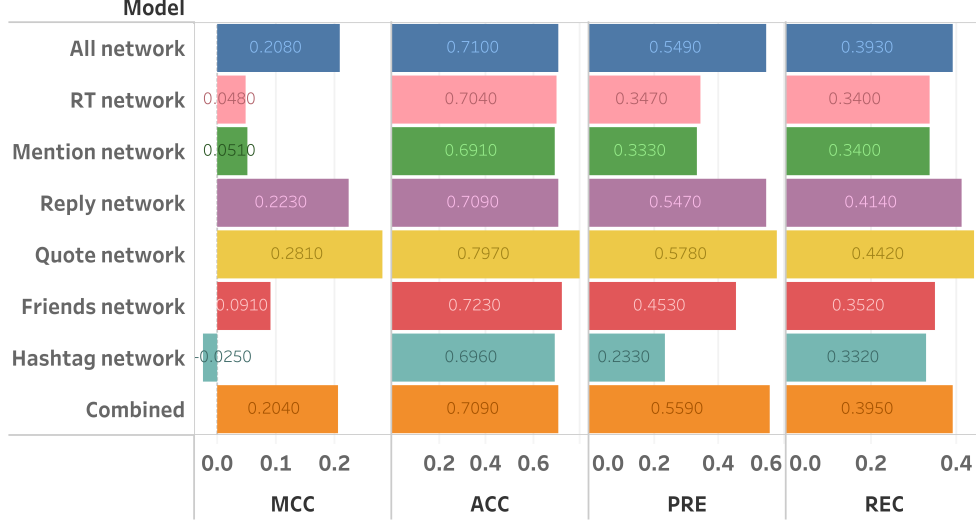 Model
All network 0.2080 0.7100 0.5490 0.3930
RT network 0.0480 0.7040 0.3470 0.3400
Mention network 0.0510 0.6910 0.3330 0.3400
Reply network 0.2230 0.7090 0.5470 0.4140
Quote network 0.2810 0.7970 0.5780 0.4420
Friends network 0.0910 0.7230 0.4530 0.3520
Hashtag network -0.0250 0.6960 0.2330 0.3320
Combined 0.2040 0.7090 0.5590 0.3950
0.0 0.1 0.2 0.2 0.4 0.6 0.0 0.2 0.4 0.6 0.0 0.2 0.4
MCC ACC PRE REC